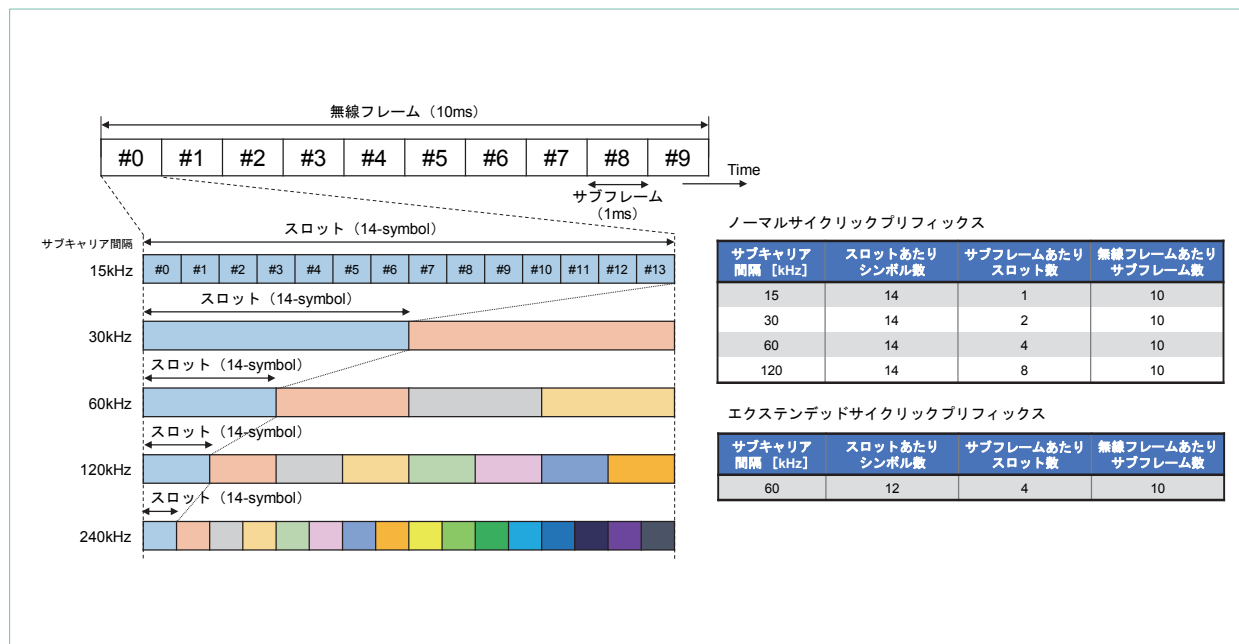 無線フレーム（10ms）
#0 #1 #2 #3 #4 #5 #6 #7 #8 #9
Time
サブフレーム
（1ms）
スロット（14-symbol）
サブキャリア間隔
15kHz
#0 #1 #2 #3 #4 #5 #6 #7 #8 #9 #10 #11 #12 #13
スロット（14-symbol）
30kHz
スロット（14-symbol）
60kHz
スロット（14-symbol）
120kHz
スロット（14-symbol）
240kHz
ノーマルサイクリックプリフィックス
サブキャリア間隔［kHz］ スロットあたりシンボル数 サブフレームあたりスロット数 無線フレームあたりサブフレーム数
15 14 1 10
30 14 2 10
60 14 4 10
120 14 8 10
エクステンデッドサイクリックプリフィックス
サブキャリア間隔［kHz］ スロットあたりシンボル数 サブフレームあたりスロット数 無線フレームあたりサブフレーム数
60 12 4 10